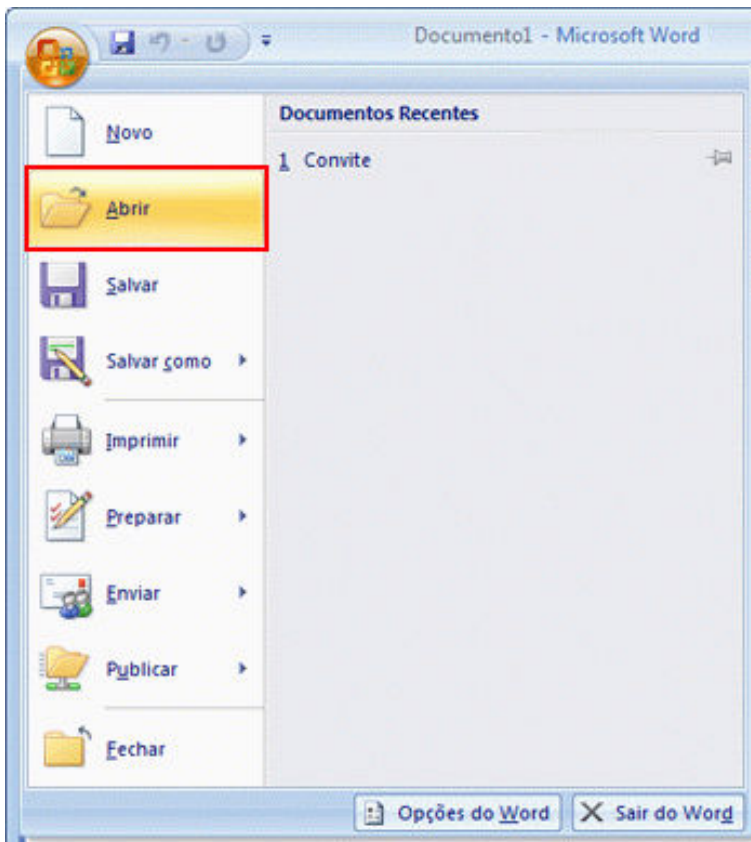 Documento1 - Microsoft Word
Novo
Abrir
Salvar
Salvar como
Imprimir
Preparar
Enviar
Publicar
Fechar
Documentos Recentes
1 Convite
Opções do Word
Sair do Word